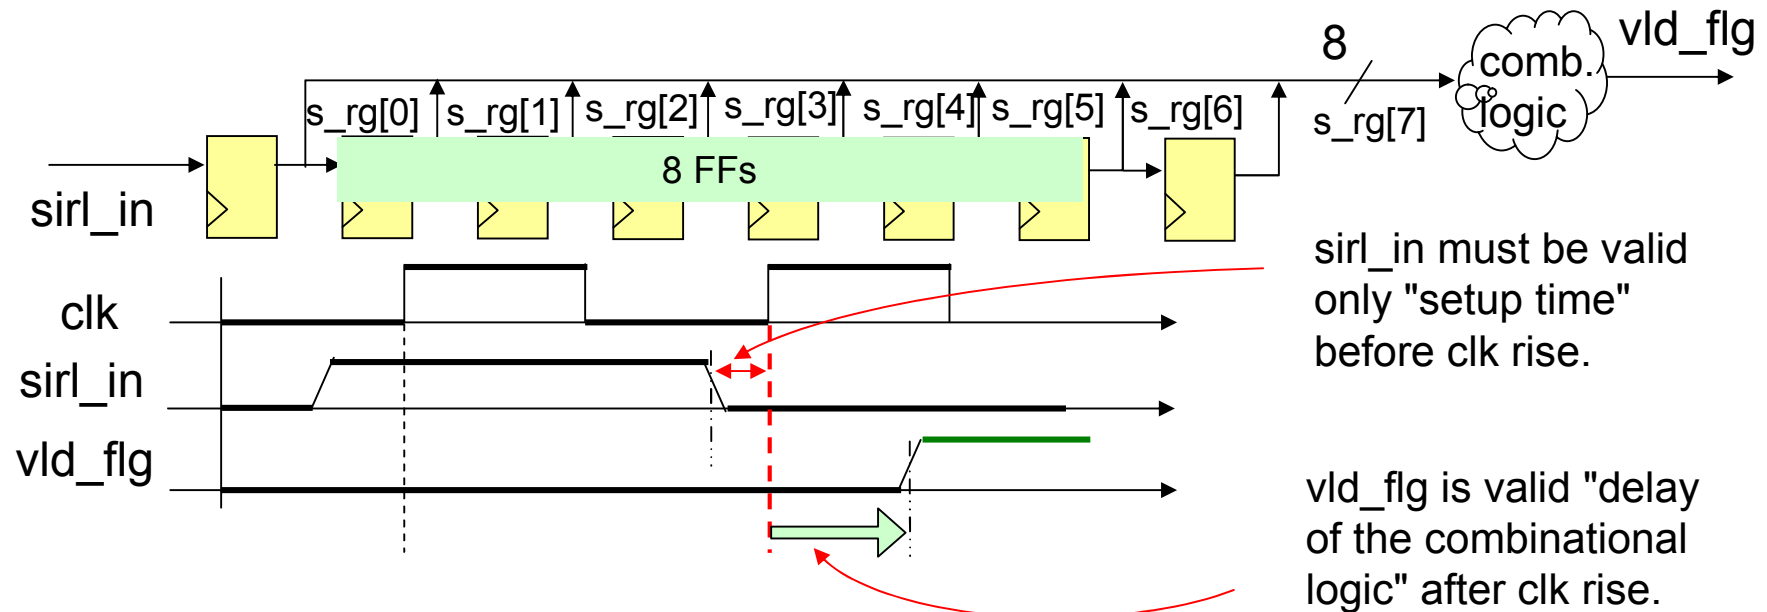 8
vld_flg
comb.
logic
s_rg[0] s_rg[1] s_rg[2] s_rg[3] s_rg[4] s_rg[5] s_rg[6]
s_rg[7]
8 FFs
sirl_in
sirl_in must be valid
only "setup time"
before clk rise.
clk
sirl_in
vld_flg
vld_flg is valid "delay
of the combinational
logic" after clk rise.